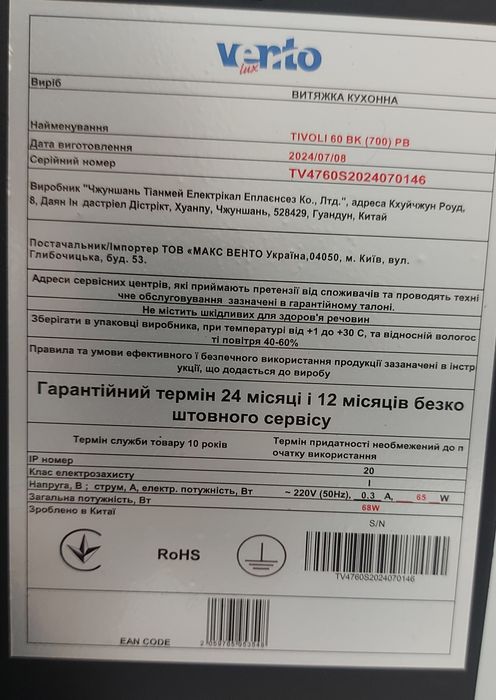 vento
lux
Виріб
ВИТЯЖКА КУХОННА
Найменування
TIVOLI 60 BK (700) PB
Дата виготовлення
2024/07/08
Серійний номер
TV4760S2024070146
Виробник "Чжуншань Тіанмей Електрікал Еплаєнсез Ко., Лтд.", адреса Кхуйчжун Роуд,
8, Даян Ін дастріел Дістрікт, Хуанпу, Чжуншань, 528429, Гуандун, Китай
Постачальник/Імпортер ТОВ «МАКС ВЕНТО Україна,04050, м. Київ, вул.
Глибочицька, буд. 53.
Адреси сервісних центрів, які приймають претензії від споживачів та проводять техні
чне обслуговування зазначені в гарантійному талоні.
Не містить шкідливих для здоров'я речовин
Зберігати в упаковці виробника, при температурі від +1 до +30 С, та відносній вологос
ті повітря 40-60%
Правила та умови ефективного ї безпечного використання продукції зазаначені в інстр
укції, що додається до виробу
Гарантійний термін 24 місяці і 12 місяців безко
штовного сервісу
Термін служби товару 10 років
Термін придатності необмежений до п
очатку використання
IP номер
20
Клас електрозахисту
I
Напруга, В ; струм, А, електр. потужність, Вт
~ 220V (50Hz), 0.3 А, 65 W
Загальна потужність, Вт
68W
Зроблено в Китаї
S/N
RoHS
TV4760S2024070146
EAN CODE